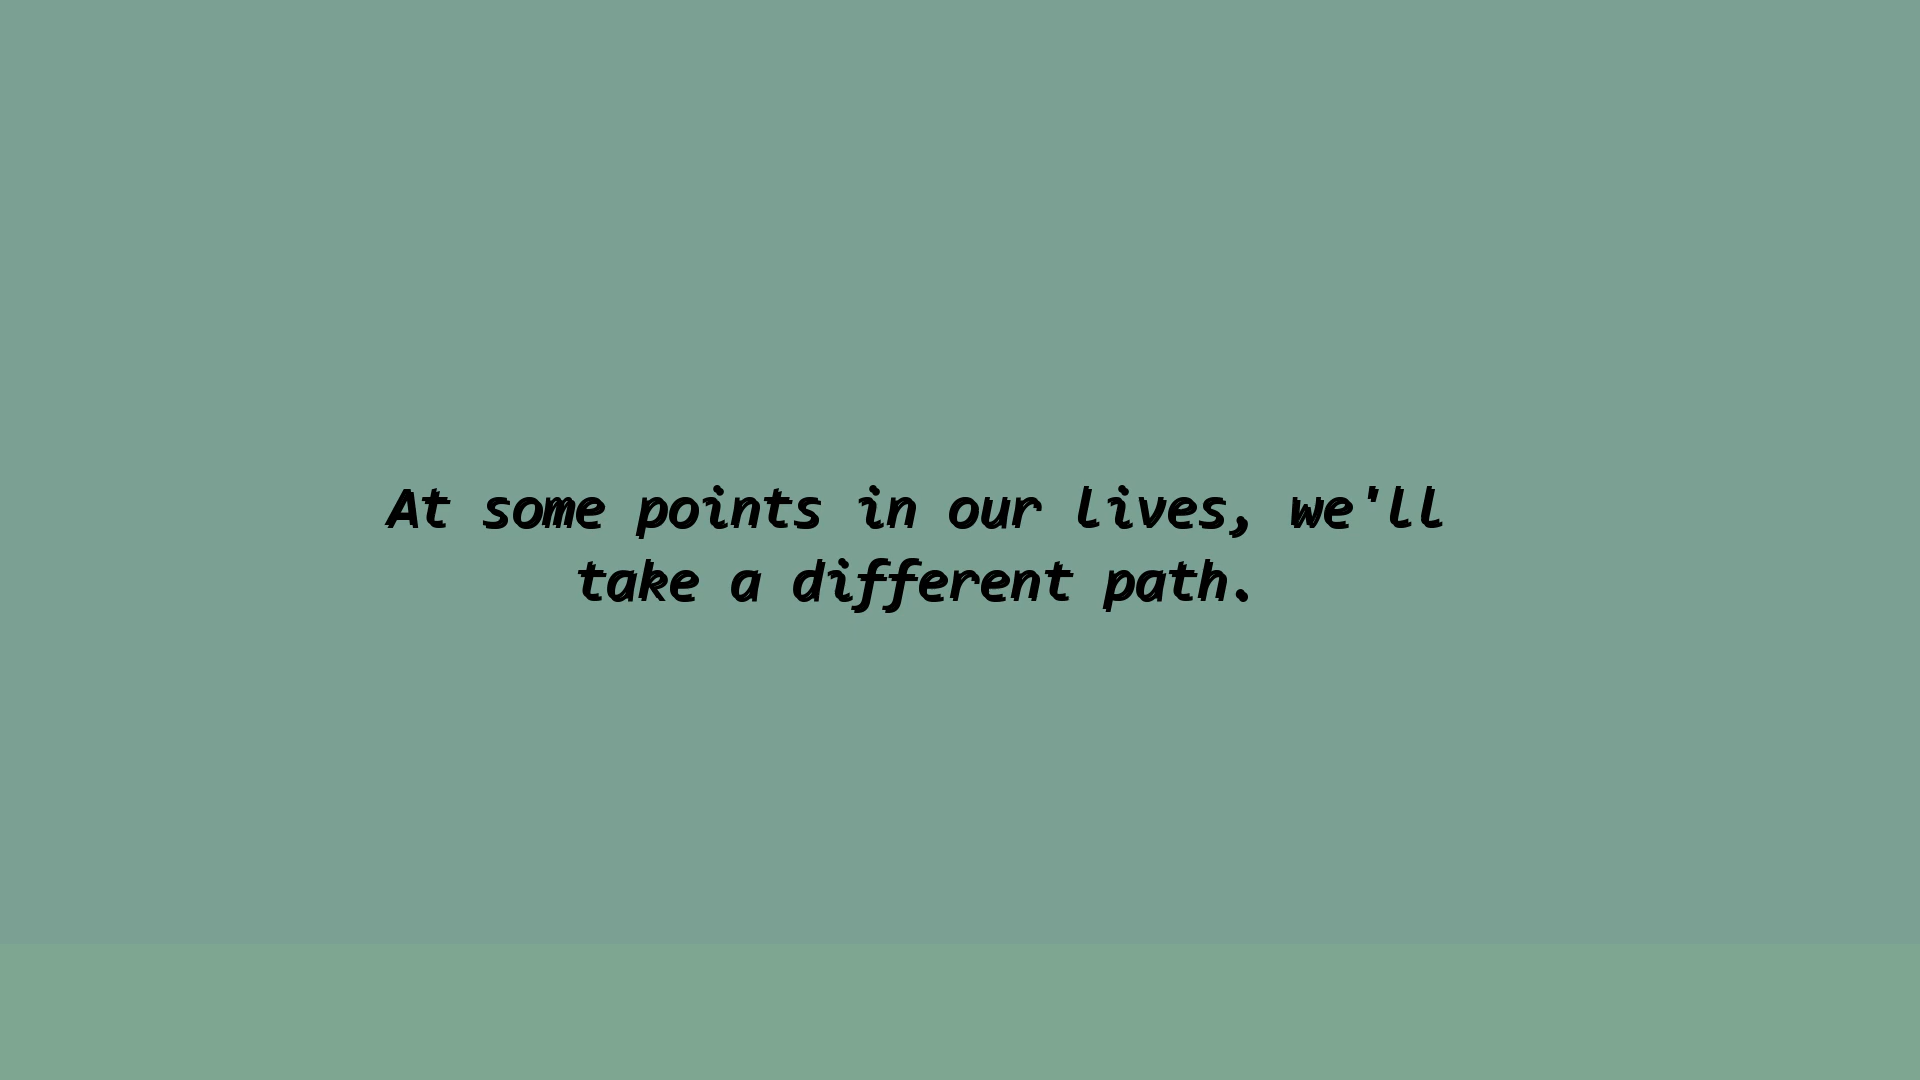 At some points in our lives, we'll
take a different path.